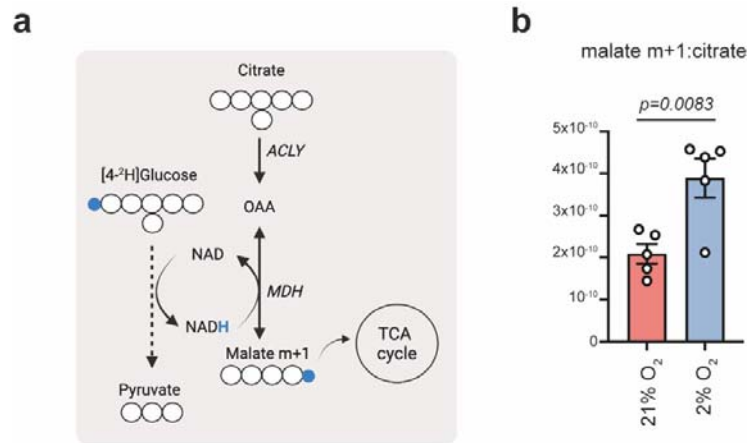 a
Citrate
ACLY
[4-²H]Glucose
OAA
NAD
MDH
NADH
Malate m+1
TCA
cycle
Pyruvate
b
malate m+1:citrate
p=0.0083
5x10⁻¹⁰
4x10⁻¹⁰
3x10⁻¹⁰
2x10⁻¹⁰
10⁻¹⁰
0
21% O₂
2% O₂